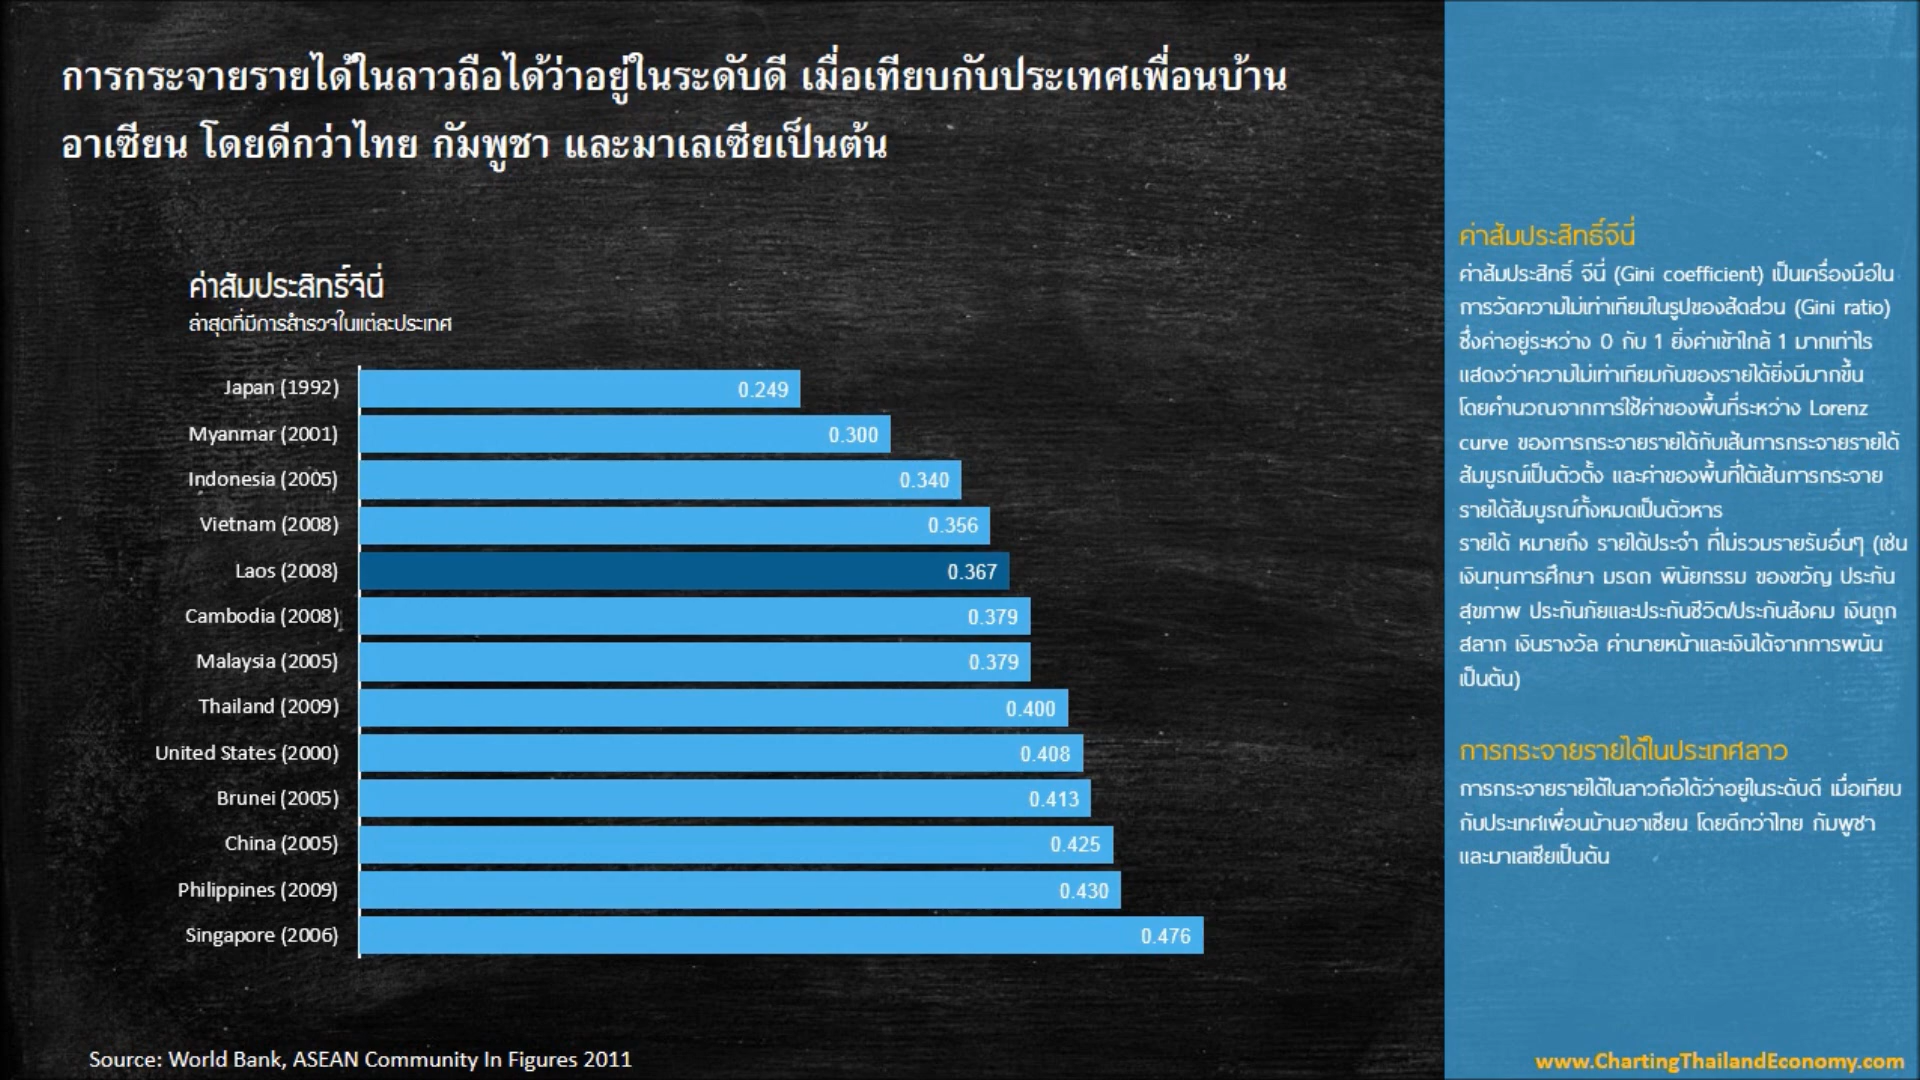 การกระจายรายได้ในลาวถือได้ว่าอยู่ในระดับดี เมื่อเทียบกับประเทศเพื่อนบ้าน
อาเซียน โดยดีกว่าไทย กัมพูชา และมาเลเซียเป็นต้น
ค่าสัมประสิทธิ์จีนี่
ล่าสุดที่มีการสำรวจในแต่ละประเทศ
Japan (1992) 0.249
Myanmar (2001) 0.300
Indonesia (2005) 0.340
Vietnam (2008) 0.356
Laos (2008) 0.367
Cambodia (2008) 0.379
Malaysia (2005) 0.379
Thailand (2009) 0.400
United States (2000) 0.408
Brunei (2005) 0.413
China (2005) 0.425
Philippines (2009) 0.430
Singapore (2006) 0.476
Source: World Bank, ASEAN Community In Figures 2011
ค่าสัมประสิทธิ์จีนี่
ค่าสัมประสิทธิ์ จีนี่ (Gini coefficient) เป็นเครื่องมือใน
การวัดความไม่เท่าเทียมในรูปของสัดส่วน (Gini ratio)
ซึ่งค่าอยู่ระหว่าง 0 กับ 1 ยิ่งค่าเข้าใกล้ 1 มากเท่าไร
แสดงว่าความไม่เท่าเทียมกันของรายได้ยิ่งมีมากขึ้น
โดยคำนวณจากการใช้ค่าของพื้นที่ระหว่าง Lorenz
curve ของการกระจายรายได้กับเส้นการกระจายรายได้
สัมบูรณ์เป็นตัวตั้ง และค่าของพื้นที่ใต้เส้นการกระจาย
รายได้สัมบูรณ์ทั้งหมดเป็นตัวหาร
รายได้ หมายถึง รายได้ประจำ ที่ไม่รวมรายรับอื่นๆ (เช่น
เงินทุนการศึกษา มรดก พินัยกรรม ของขวัญ ประกัน
สุขภาพ ประกันภัยและประกันชีวิต/ประกันสังคม เงินถูก
สลาก เงินรางวัล ค่านายหน้าและเงินได้จากการพนัน
เป็นต้น)
การกระจายรายได้ในประเทศลาว
การกระจายรายได้ในลาวถือได้ว่าอยู่ในระดับดี เมื่อเทียบ
กับประเทศเพื่อนบ้านอาเซียน โดยดีกว่าไทย กัมพูชา
และมาเลเซียเป็นต้น
www.ChartingThailandEconomy.com